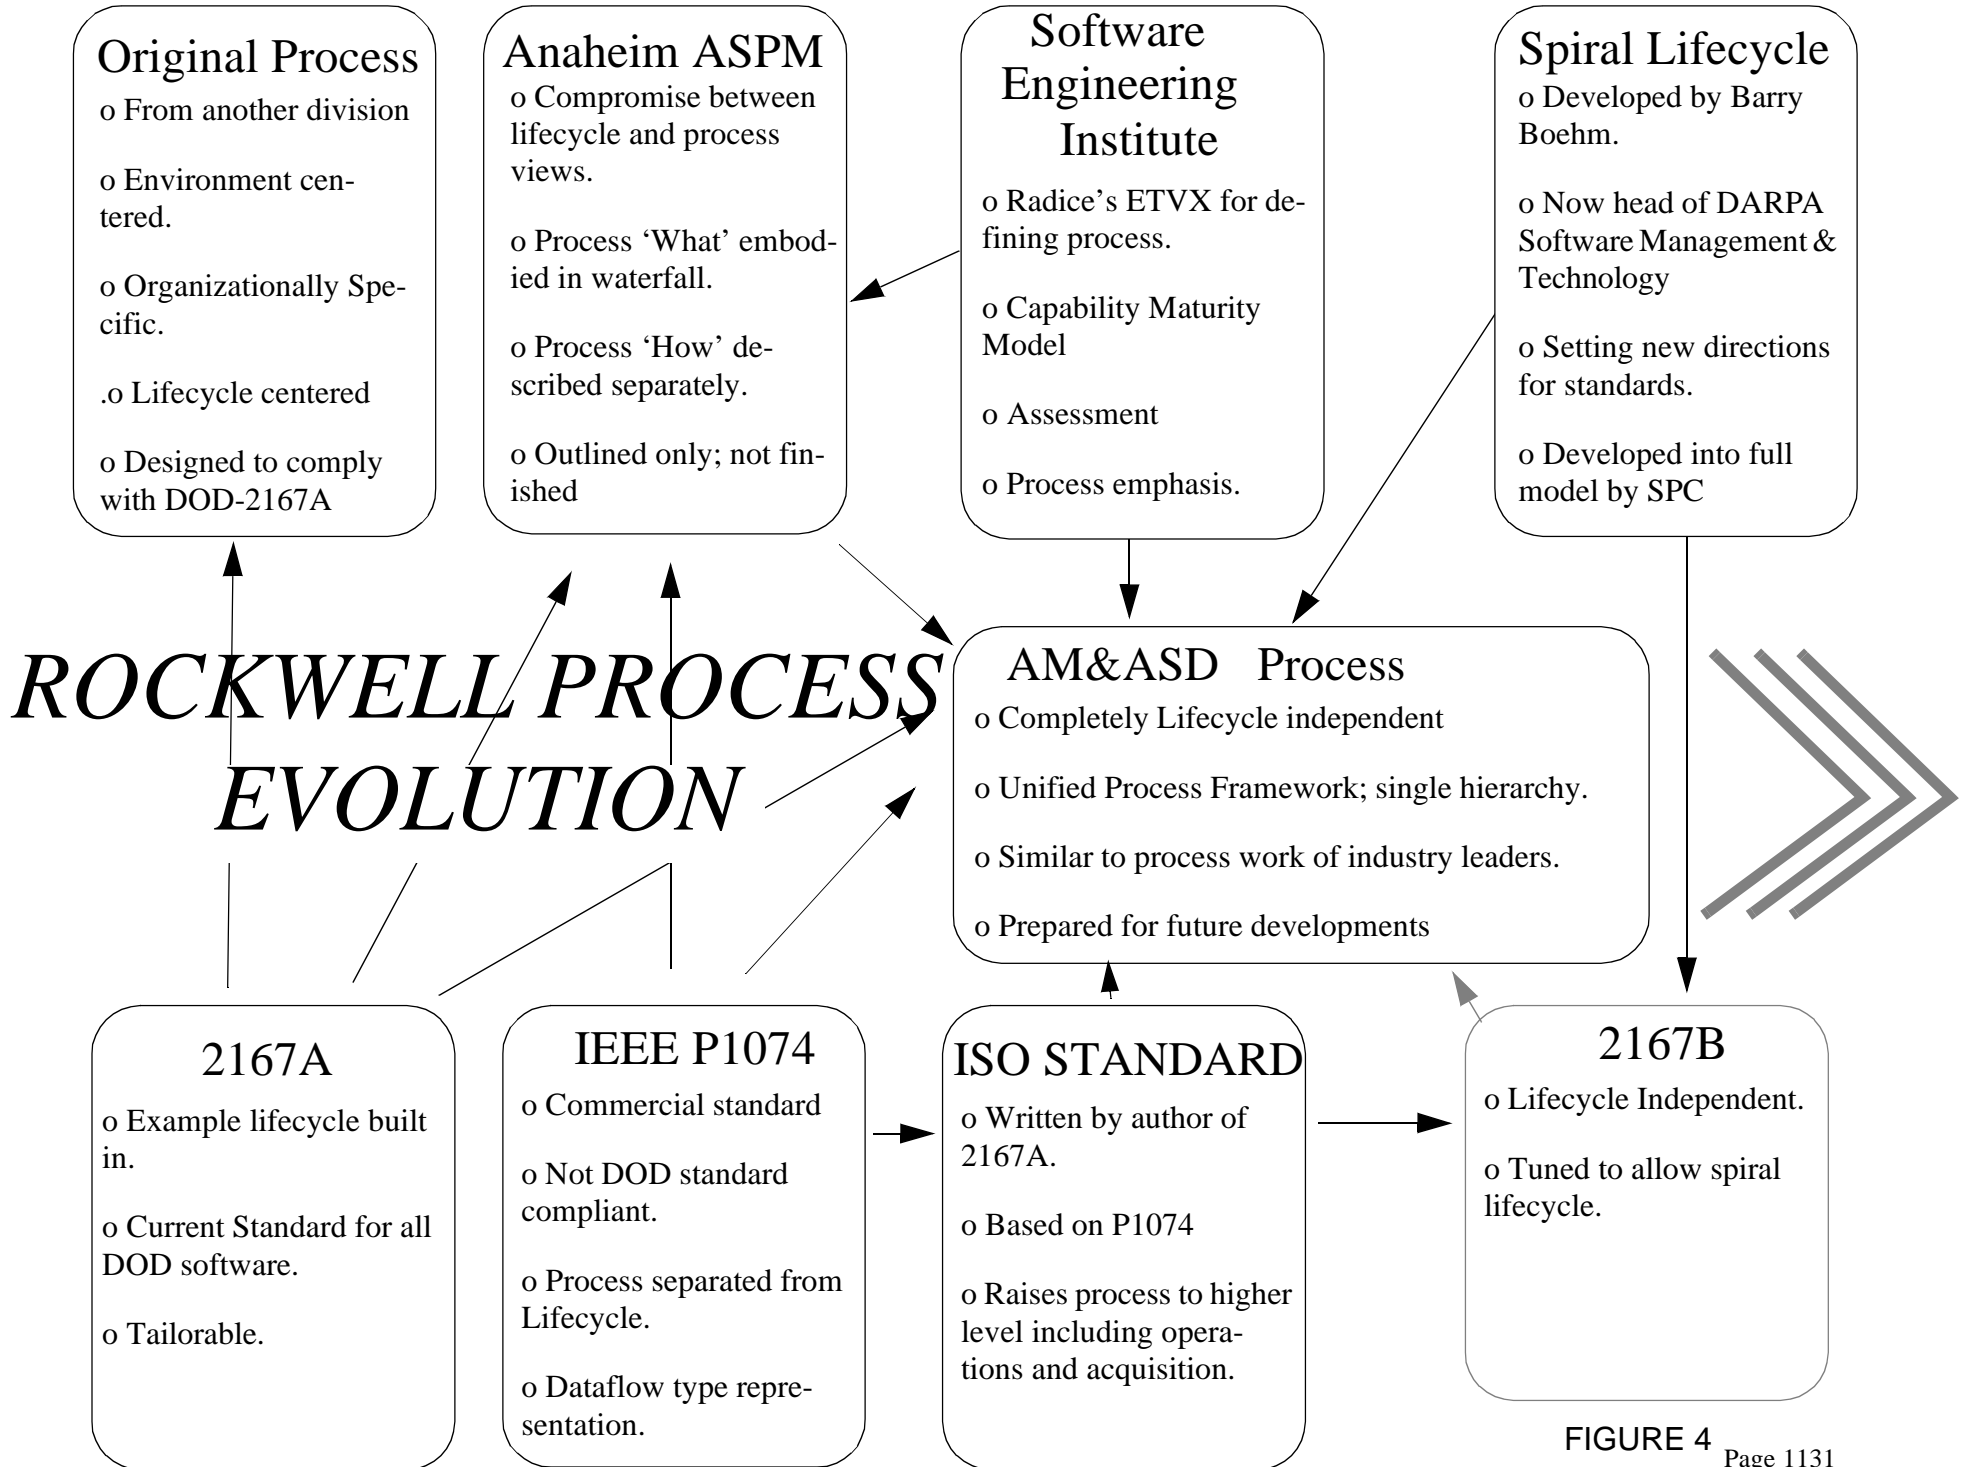 Original Process
o From another division
o Environment cen-
tered.
o Organizationally Spe-
cific.
.o Lifecycle centered
o Designed to comply
with DOD-2167A
Anaheim ASPM
o Compromise between
lifecycle and process
views.
o Process ‘What’ embod-
ied in waterfall.
o Process ‘How’ de-
scribed separately.
o Outlined only; not fin-
ished
Software
Engineering
Institute
o Radice’s ETVX for de-
fining process.
o Capability Maturity
Model
o Assessment
o Process emphasis.
Spiral Lifecycle
o Developed by Barry
Boehm.
o Now head of DARPA
Software Management &
Technology
o Setting new directions
for standards.
o Developed into full
model by SPC
ROCKWELL PROCESS
EVOLUTION
AM&ASD Process
o Completely Lifecycle independent
o Unified Process Framework; single hierarchy.
o Similar to process work of industry leaders.
o Prepared for future developments
2167A
o Example lifecycle built
in.
o Current Standard for all
DOD software.
o Tailorable.
IEEE P1074
o Commercial standard
o Not DOD standard
compliant.
o Process separated from
Lifecycle.
o Dataflow type repre-
sentation.
ISO STANDARD
o Written by author of
2167A.
o Based on P1074
o Raises process to higher
level including opera-
tions and acquisition.
2167B
o Lifecycle Independent.
o Tuned to allow spiral
lifecycle.
FIGURE 4
Page 1131